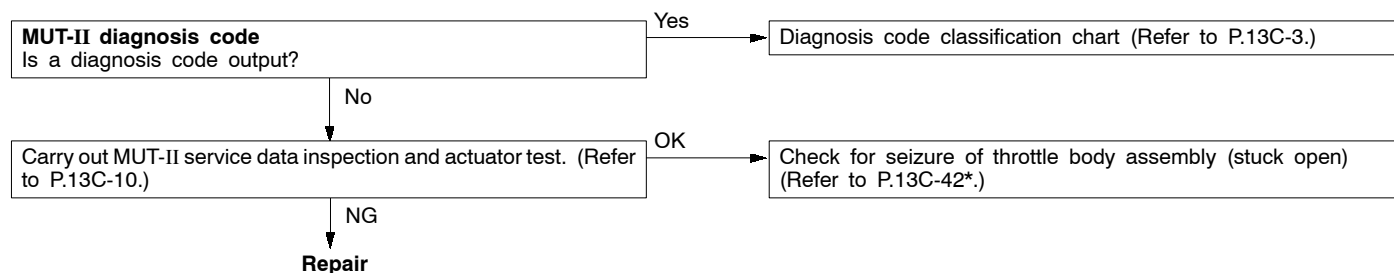 MUT-II diagnosis code
Is a diagnosis code output?
Yes
Diagnosis code classification chart (Refer to P.13C-3.)
No
Carry out MUT-II service data inspection and actuator test. (Refer
to P.13C-10.)
OK
Check for seizure of throttle body assembly (stuck open)
(Refer to P.13C-42*.)
NG
Repair